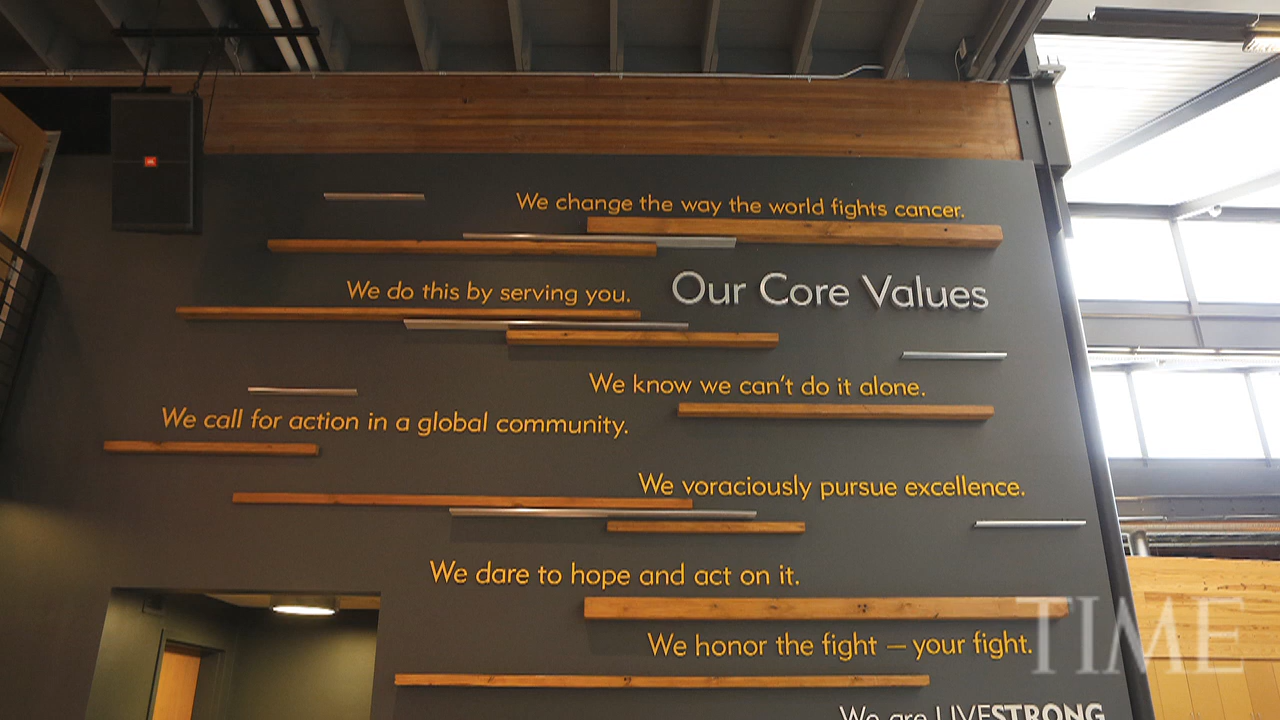 We change the way the world fights cancer.
We do this by serving you.
Our Core Values
We know we can't do it alone.
We call for action in a global community.
We voraciously pursue excellence.
We dare to hope and act on it.
We honor the fight — your fight.
TIME
We are LIVESTRONG